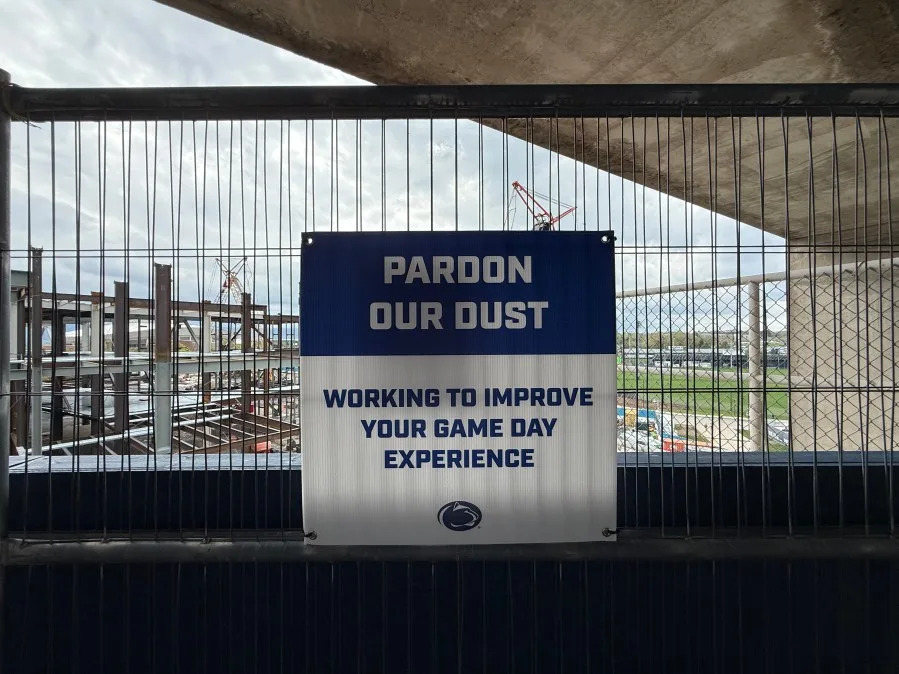 PARDON
OUR DUST
WORKING TO IMPROVE
YOUR GAME DAY
EXPERIENCE